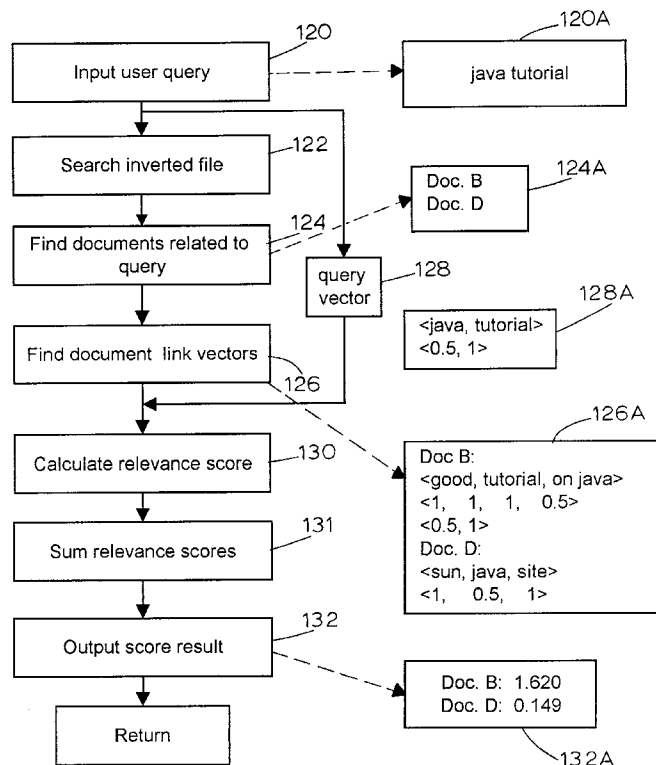 120
Input user query
120A
java tutorial
122
Search inverted file
124
Find documents related to
query
Doc. B
Doc. D
124A
128
query
vector
128A
<java, tutorial>
<0.5, 1>
Find document link vectors
126
126A
Doc B:
<good, tutorial, on java>
<1, 1, 1, 0.5>
<0.5, 1>
Doc. D:
<sun, java, site>
<1, 0.5, 1>
Calculate relevance score
130
Sum relevance scores
131
Output score result
132
Doc. B: 1.620
Doc. D: 0.149
132A
Return